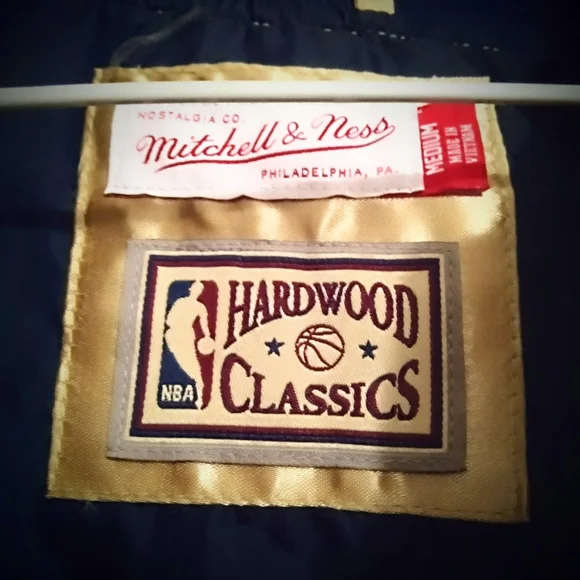 NOSTALGIA CO.
Mitchell & Ness
PHILADELPHIA, PA.
MEDIUM
MADE IN
VIETNAM
HARDWOOD
CLASSICS
NBA